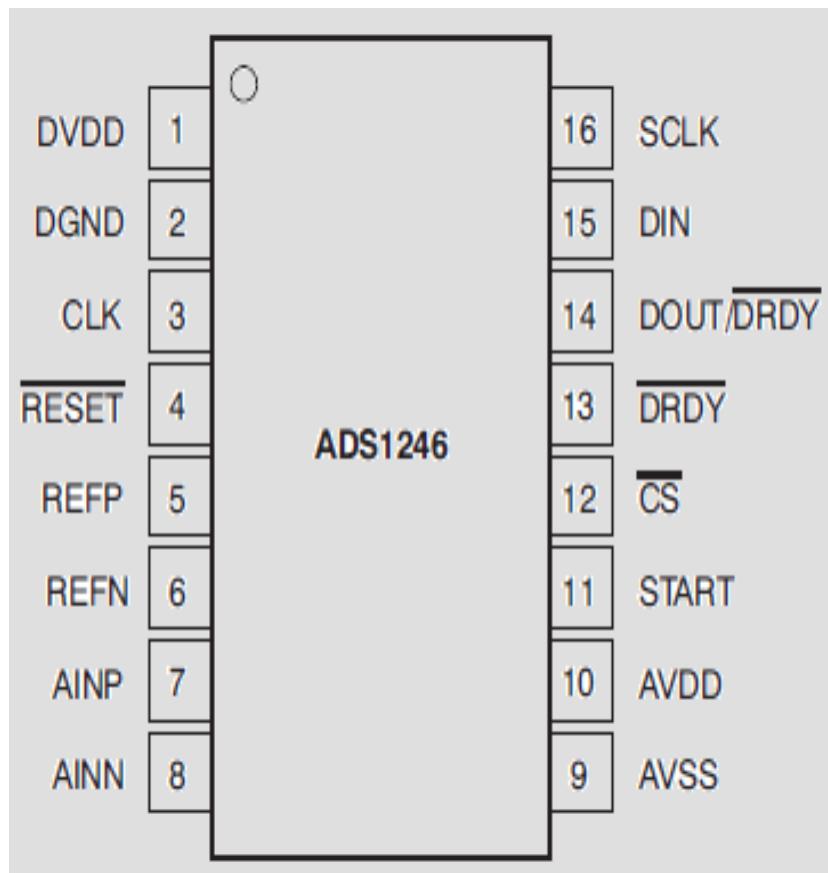 DVDD 1 16 SCLK
DGND 2 15 DIN
CLK 3 14 DOUT/DRDY
RESET 4 13 DRDY
ADS1246
REFP 5 12 CS
REFN 6 11 START
AINP 7 10 AVDD
AINN 8 9 AVSS